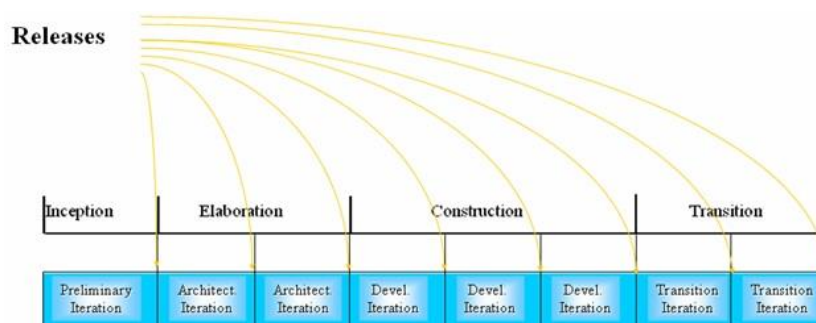 Releases
Inception Elaboration Construction Transition
Preliminary Architect. Architect. Devel. Devel. Devel. Transition Transition
Iteration Iteration Iteration Iteration Iteration Iteration Iteration Iteration